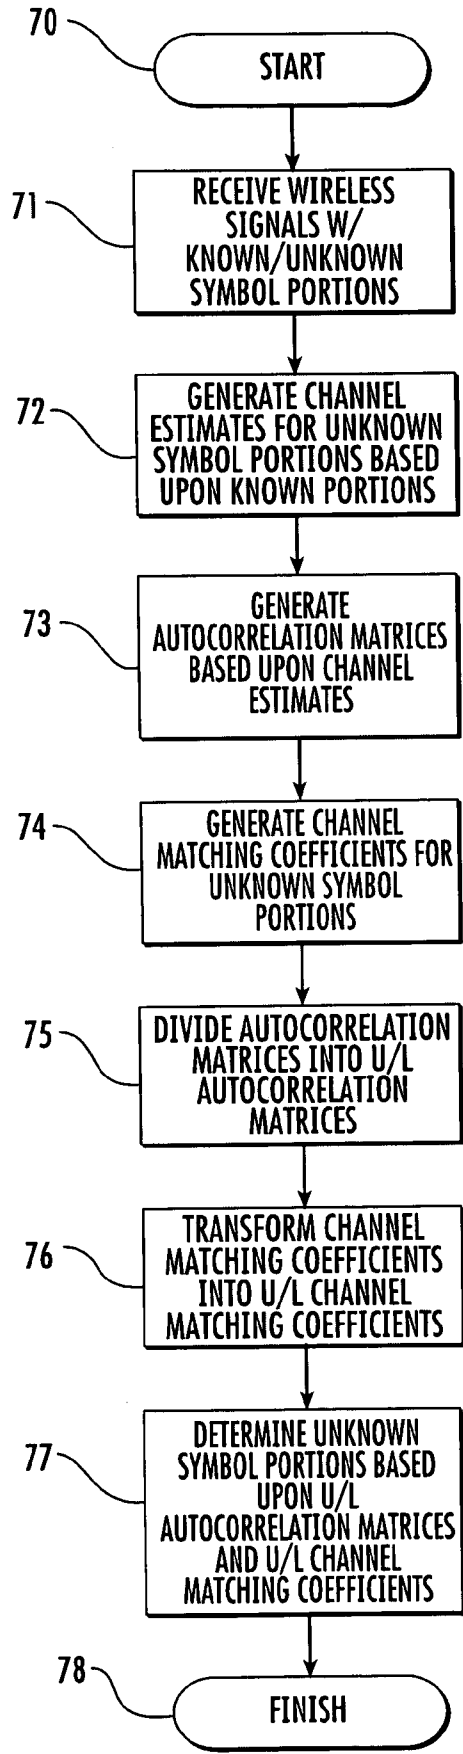 70
START
71
RECEIVE WIRELESS
SIGNALS W/
KNOWN/UNKNOWN
SYMBOL PORTIONS
72
GENERATE CHANNEL
ESTIMATES FOR UNKNOWN
SYMBOL PORTIONS BASED
UPON KNOWN PORTIONS
73
GENERATE
AUTOCORRELATION MATRICES
BASED UPON CHANNEL
ESTIMATES
74
GENERATE CHANNEL
MATCHING COEFFICIENTS FOR
UNKNOWN SYMBOL
PORTIONS
75
DIVIDE AUTOCORRELATION
MATRICES INTO U/L
AUTOCORRELATION
MATRICES
76
TRANSFORM CHANNEL
MATCHING COEFFICIENTS
INTO U/L CHANNEL
MATCHING COEFFICIENTS
77
DETERMINE UNKNOWN
SYMBOL PORTIONS BASED
UPON U/L
AUTOCORRELATION MATRICES
AND U/L CHANNEL
MATCHING COEFFICIENTS
78
FINISH